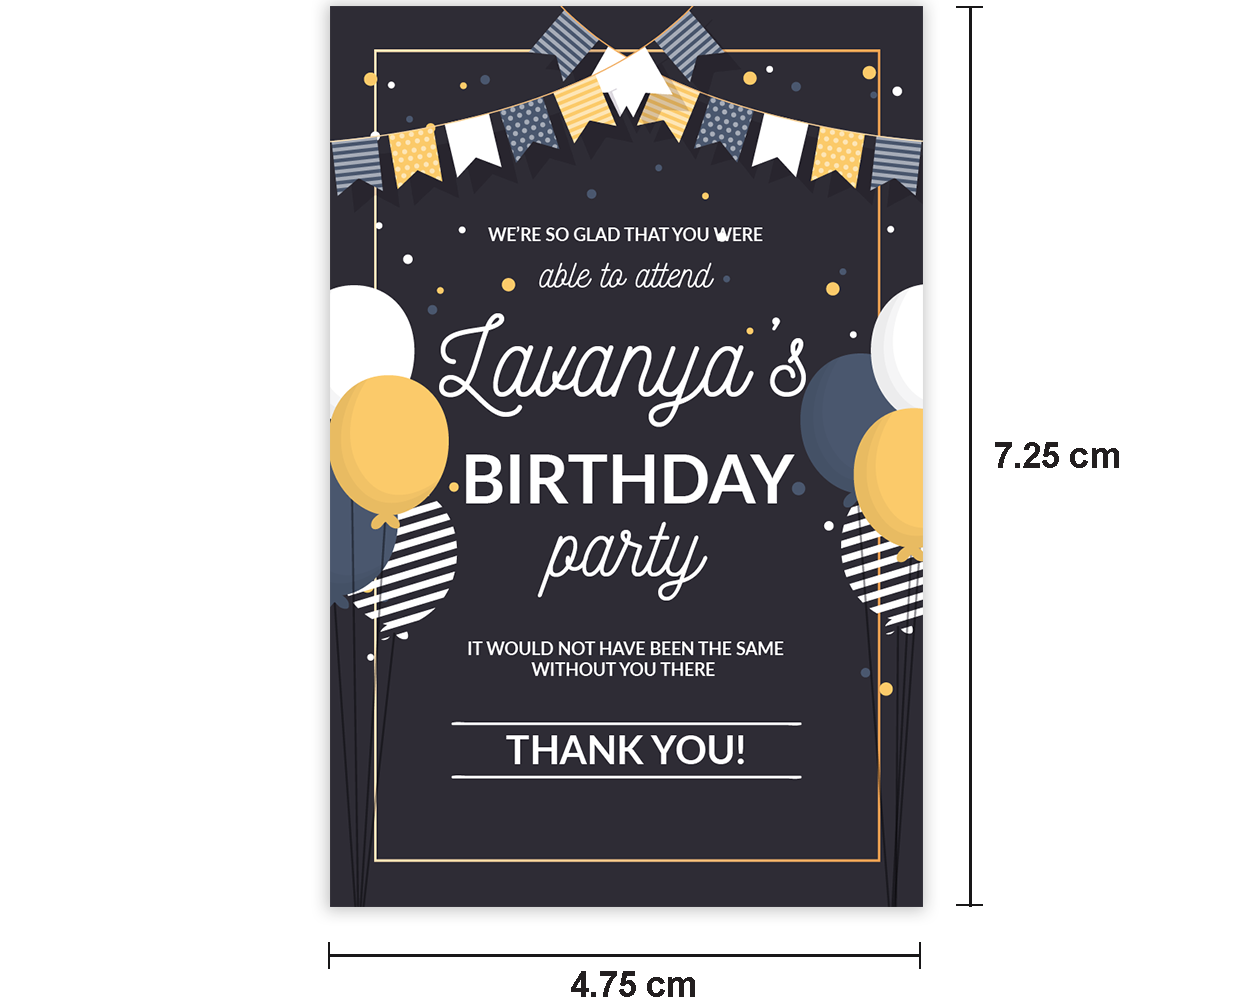 WE'RE SO GLAD THAT YOU WERE
able to attend
Lavanya's
BIRTHDAY
party
IT WOULD NOT HAVE BEEN THE SAME
WITHOUT YOU THERE
THANK YOU!
7.25 cm
4.75 cm